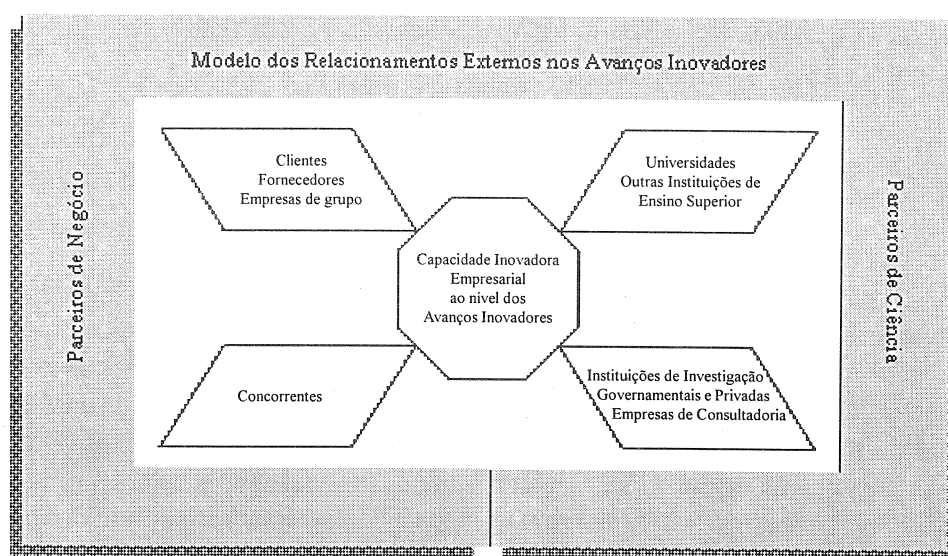 Modelo dos Relacionamentos Externos nos Avanços Inovadores
Parceiros de Negócio
Clientes
Fornecedores
Empresas de grupo
Universidades
Outras Instituições de
Ensino Superior
Capacidade Inovadora
Empresarial
ao nível dos
Avanços Inovadores
Concorrentes
Instituições de Investigação
Governamentais e Privadas
Empresas de Consultadoria
Parceiros de Ciência